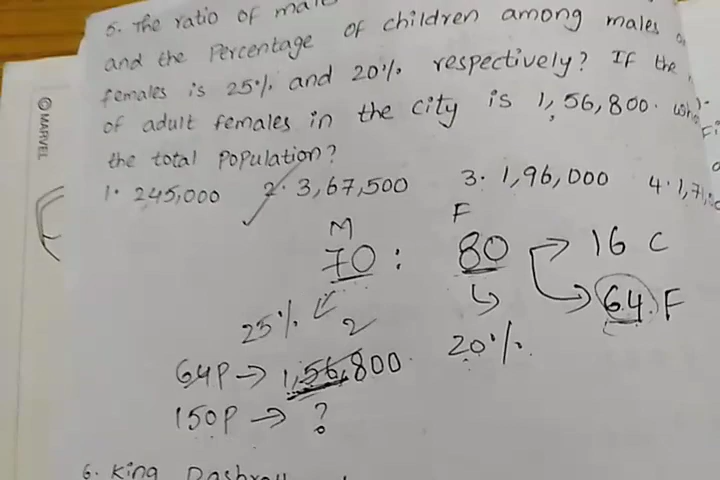 5. The ratio of
and the Percentage of children among males
females is 25% and 20% respectively? If the
of adult females in the city is 1,56,800.
the total population?
1. 245,000 2. 3,67,500 3. 1,96,000 4. 1,71,
M F
70 : 80 16 C
64 F
25% 2 20%.
64P → 1,56,800
150P → ?
6. King
© MARVEL